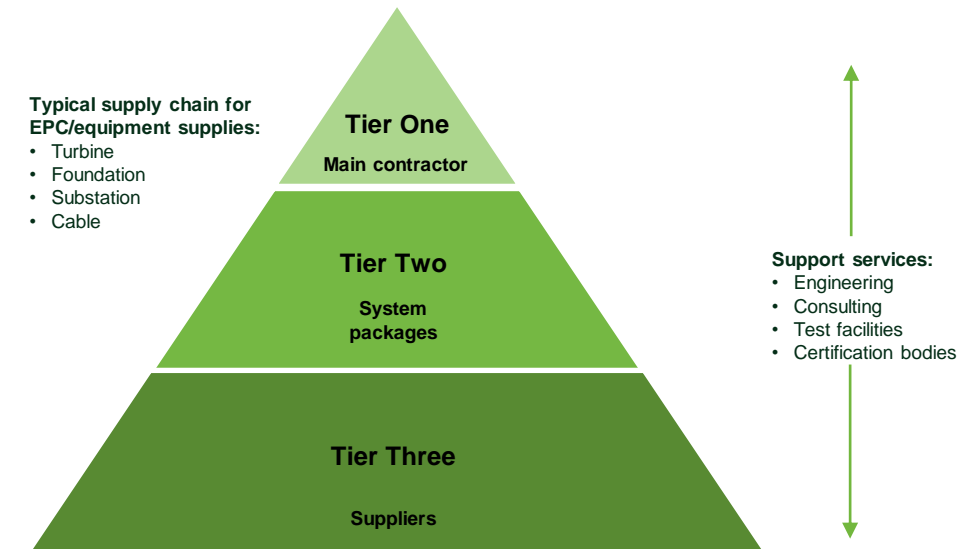 Typical supply chain for
EPC/equipment supplies:
• Turbine
• Foundation
• Substation
• Cable
Tier One
Main contractor
Tier Two
System
packages
Tier Three
Suppliers
Support services:
• Engineering
• Consulting
• Test facilities
• Certification bodies